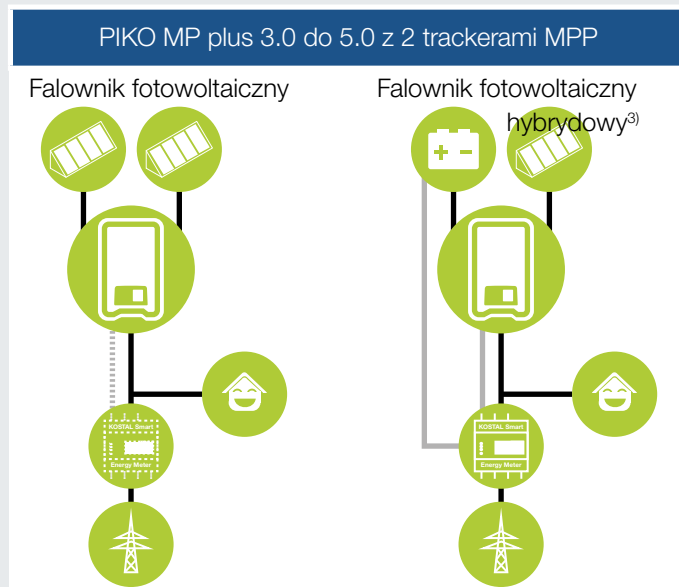 PIKO MP plus 3.0 do 5.0 z 2 trackerami MPP
Falownik fotowoltaiczny
Falownik fotowoltaiczny
hybrydowy³⁾
KOSTAL Smart
Energy Meter
KOSTAL Smart
Energy Meter